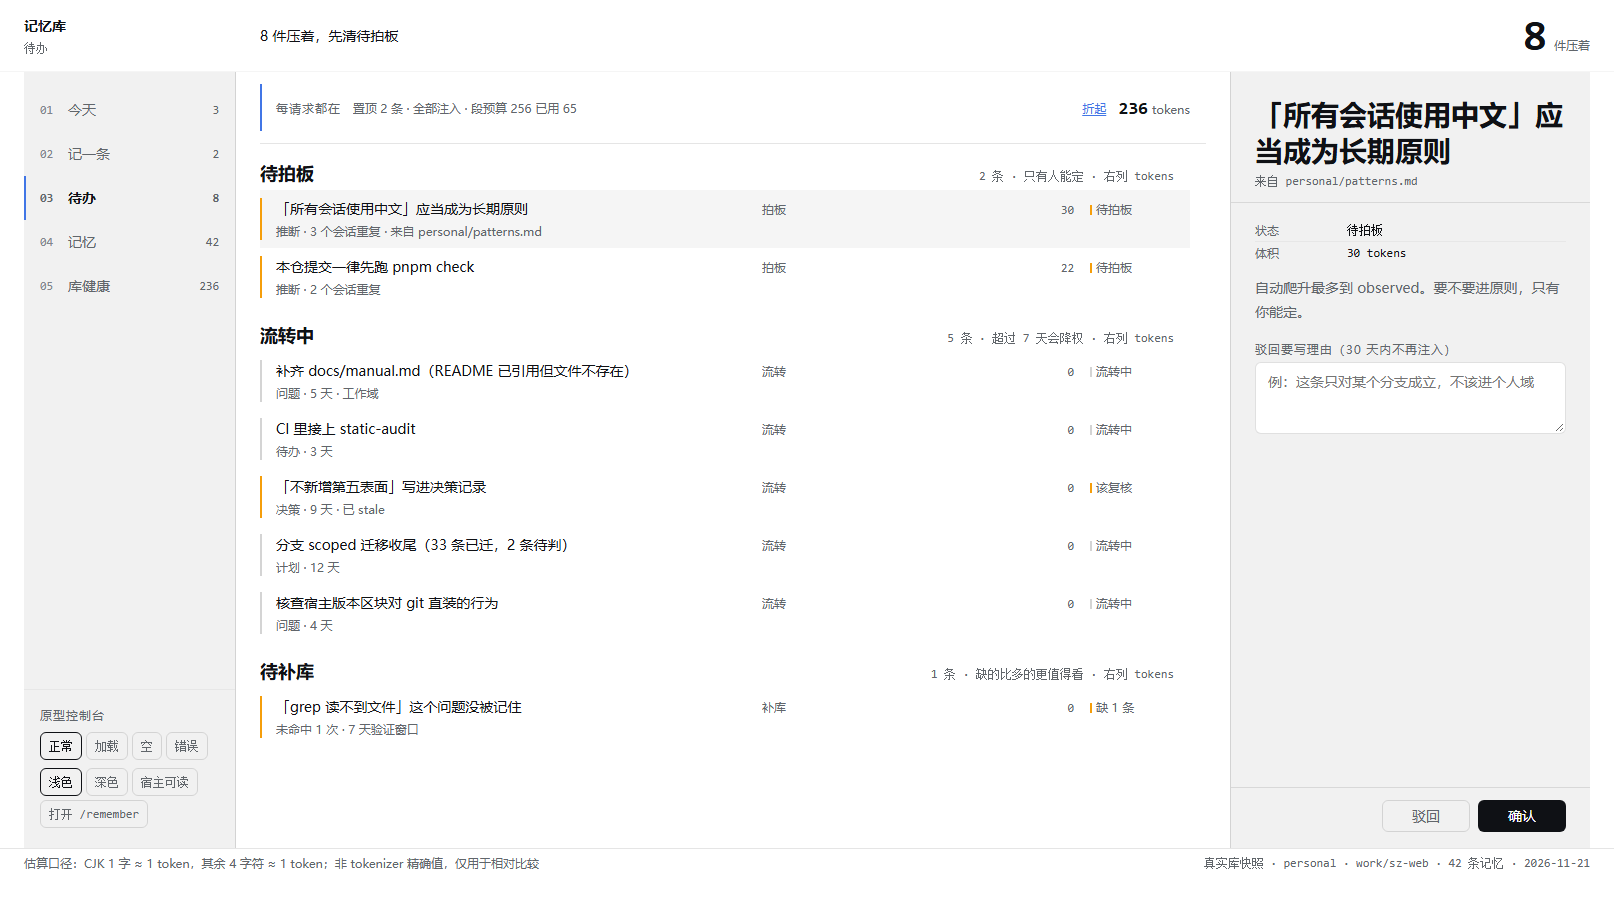 记忆库
待办
8 件压着，先清待拍板
8 件压着
01 今天 3
02 记一条 2
03 待办 8
04 记忆 42
05 库健康 236
原型控制台
正常 加载 空 错误
浅色 深色 宿主可读
打开 /remember
每请求都在 置顶 2 条 · 全部注入 · 段预算 256 已用 65 折起 236 tokens
待拍板 2 条 · 只有人能定 · 右列 tokens
「所有会话使用中文」应当成为长期原则 拍板 30 待拍板
推断 · 3 个会话重复 · 来自 personal/patterns.md
本仓提交一律先跑 pnpm check 拍板 22 待拍板
推断 · 2 个会话重复
流转中 5 条 · 超过 7 天会降权 · 右列 tokens
补齐 docs/manual.md（README 已引用但文件不存在） 流转 0 流转中
问题 · 5 天 · 工作域
CI 里接上 static-audit 流转 0 流转中
待办 · 3 天
「不新增第五表面」写进决策记录 流转 0 该复核
决策 · 9 天 · 已 stale
分支 scoped 迁移收尾（33 条已迁，2 条待判） 流转 0 流转中
计划 · 12 天
核查宿主版本区块对 git 直装的行为 流转 0 流转中
问题 · 4 天
待补库 1 条 · 缺的比多的更值得看 · 右列 tokens
「grep 读不到文件」这个问题没被记住 补库 0 缺 1 条
未命中 1 次 · 7 天验证窗口
「所有会话使用中文」应
当成为长期原则
来自 personal/patterns.md
状态 待拍板
体积 30 tokens
自动爬升最多到 observed。要不要进原则，只有
你能定。
驳回要写理由（30 天内不再注入）
例：这条只对某个分支成立，不该进个人域
驳回 确认
估算口径：CJK 1 字 ≈ 1 token，其余 4 字符 ≈ 1 token；非 tokenizer 精确值，仅用于相对比较
真实库快照 · personal · work/sz-web · 42 条记忆 · 2026-11-21